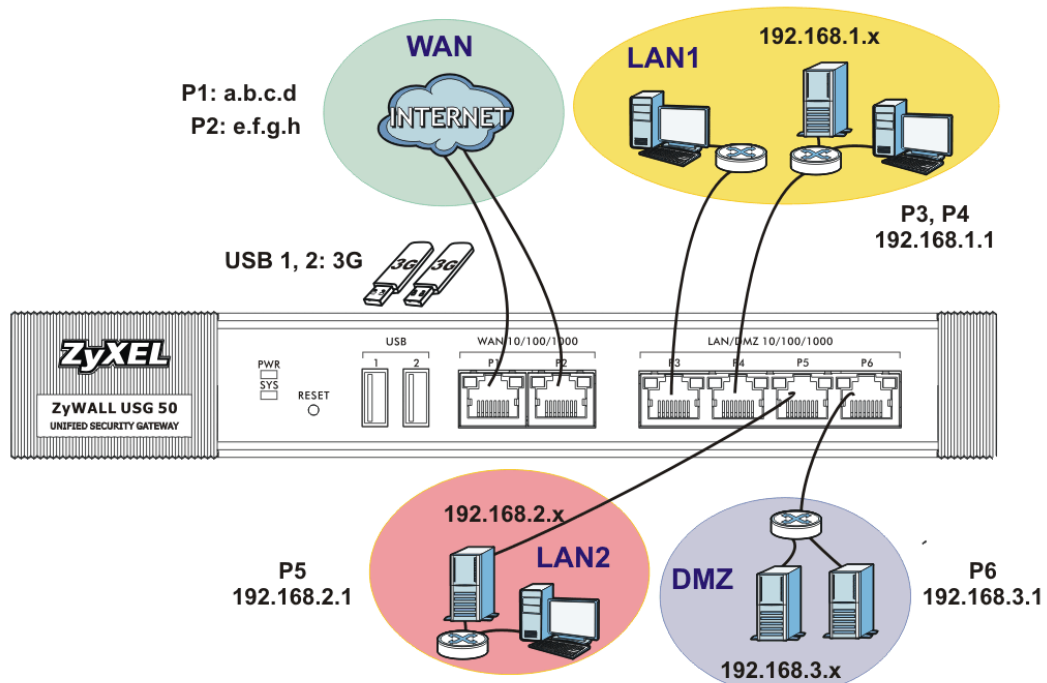 WAN
INTERNET
P1: a.b.c.d
P2: e.f.g.h
LAN1
192.168.1.x
P3, P4
192.168.1.1
USB 1, 2: 3G
3G
3G
ZyXEL
ZyWALL USG 50
UNIFIED SECURITY GATEWAY
PWR
SYS
RESET
USB
1
2
WAN 10/100/1000
P1
P2
LAN/DMZ 10/100/1000
P3
P4
P5
P6
P5
192.168.2.1
192.168.2.x
LAN2
DMZ
192.168.3.x
P6
192.168.3.1